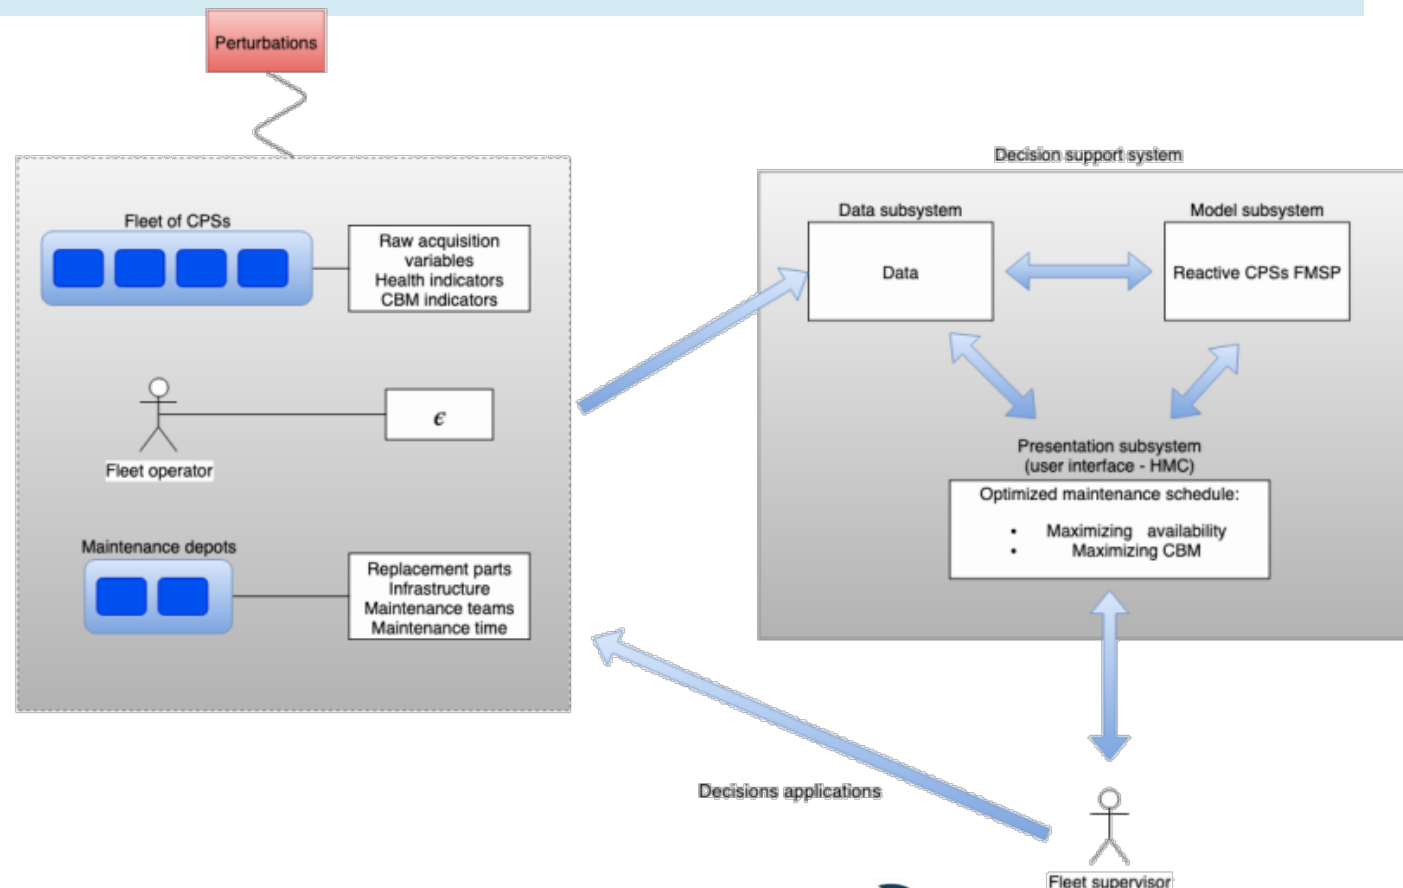 Perturbations
Fleet of CPSs
Raw acquisition
variables
Health indicators
CBM indicators
ϵ
Fleet operator
Maintenance depots
Replacement parts
Infrastructure
Maintenance teams
Maintenance time
Decision support system
Data subsystem
Data
Model subsystem
Reactive CPSs FMSP
Presentation subsystem
(user interface - HMC)
Optimized maintenance schedule:
• Maximizing availability
• Maximizing CBM
Decisions applications
Fleet supervisor